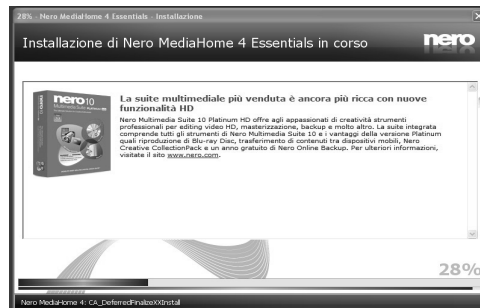 28% - Nero MediaHome 4 Essentials - Installazione
Installazione di Nero MediaHome 4 Essentials in corso
nero
nero 10
Multimedia Suite
La suite multimediale più venduta è ancora più ricca con nuove
funzionalità HD
Nero Multimedia Suite 10 Platinum HD offre agli appassionati di creatività strumenti
professionali per editing video HD, masterizzazione, backup e molto altro. La suite integrata
comprende tutti gli strumenti di Nero Multimedia Suite 10 e i vantaggi della versione Platinum
quali riproduzione di Blu-ray Disc, trasferimento di contenuti tra dispositivi mobili, Nero
Creative CollectionPack e un anno gratuito di Nero Online Backup. Per ulteriori informazioni,
visitate il sito www.nero.com.
28%
Nero MediaHome 4: CA_DeferredFinalizeXXInstall